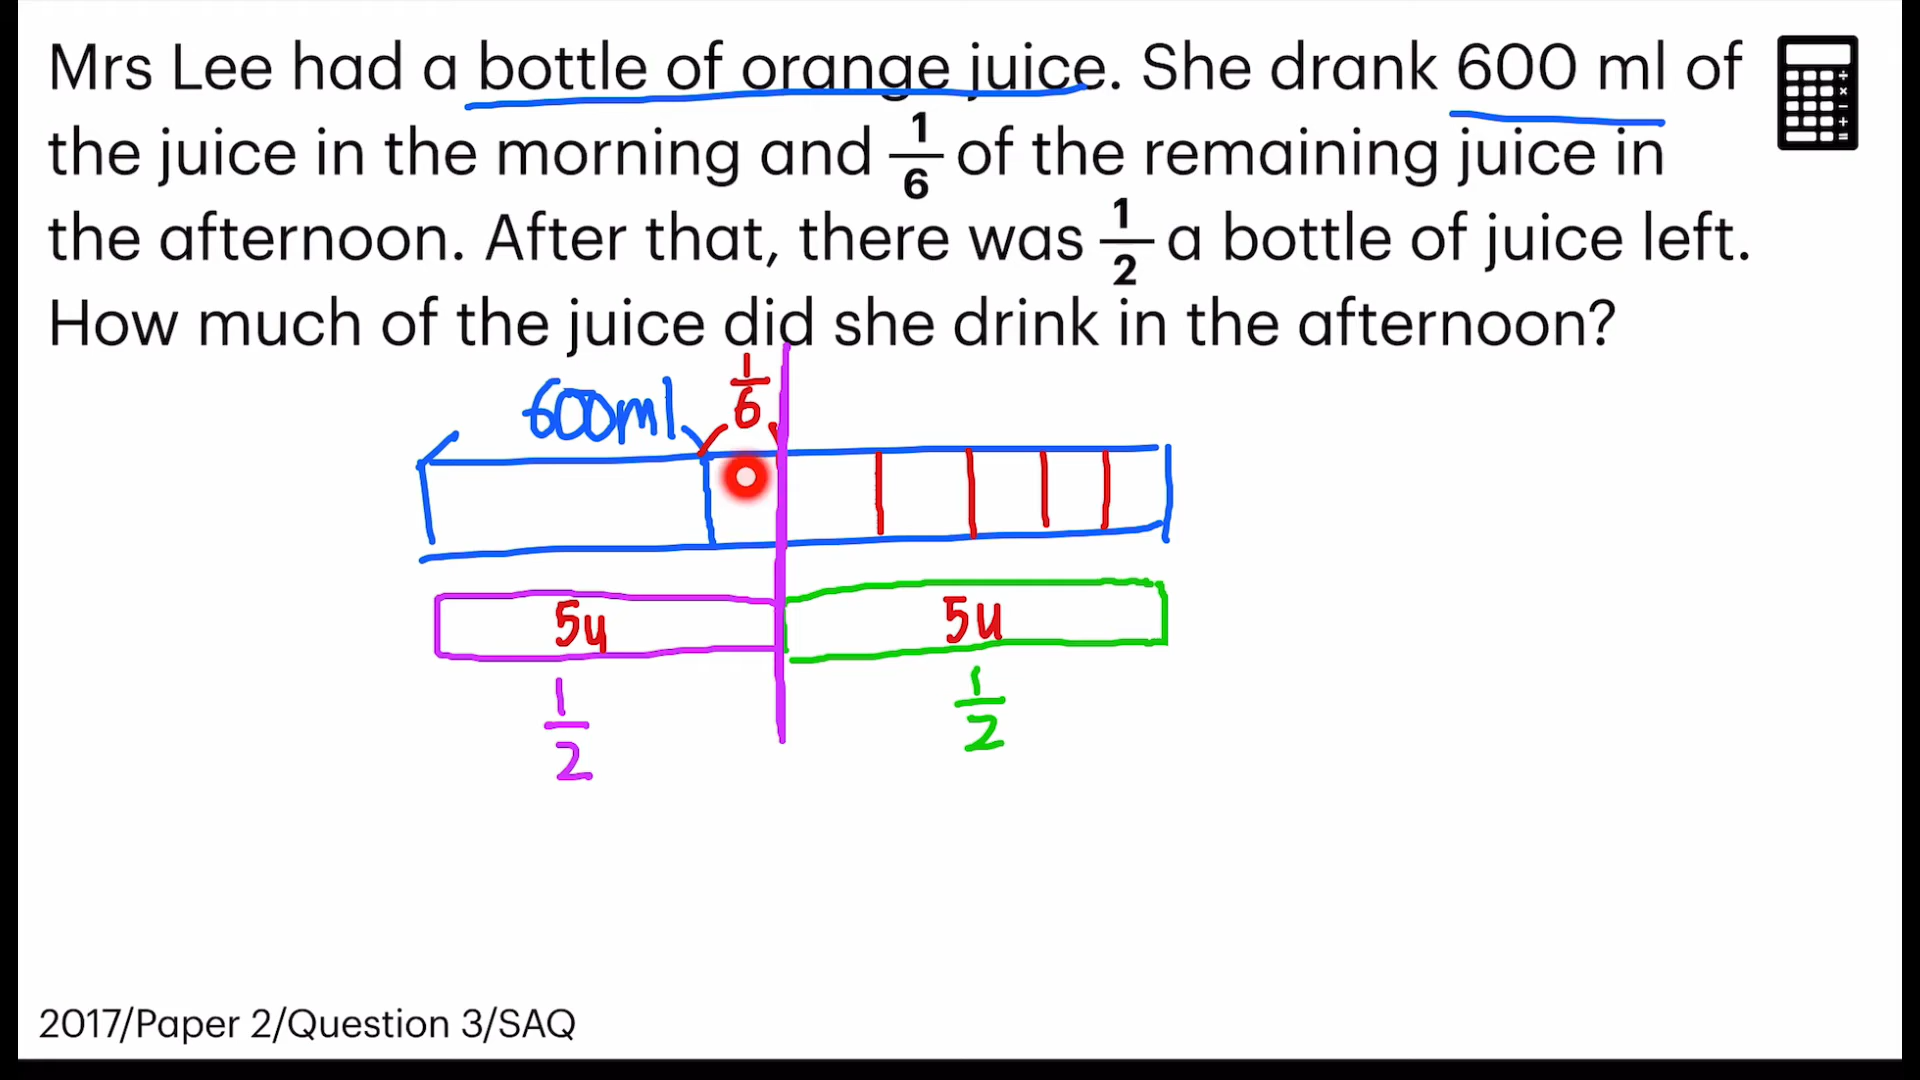 Mrs Lee had a bottle of orange juice. She drank 600 ml of
the juice in the morning and 1/6 of the remaining juice in
the afternoon. After that, there was 1/2 a bottle of juice left.
How much of the juice did she drink in the afternoon?
600ml 1/6
5u 5u
1/2 1/2
2017/Paper 2/Question 3/SAQ